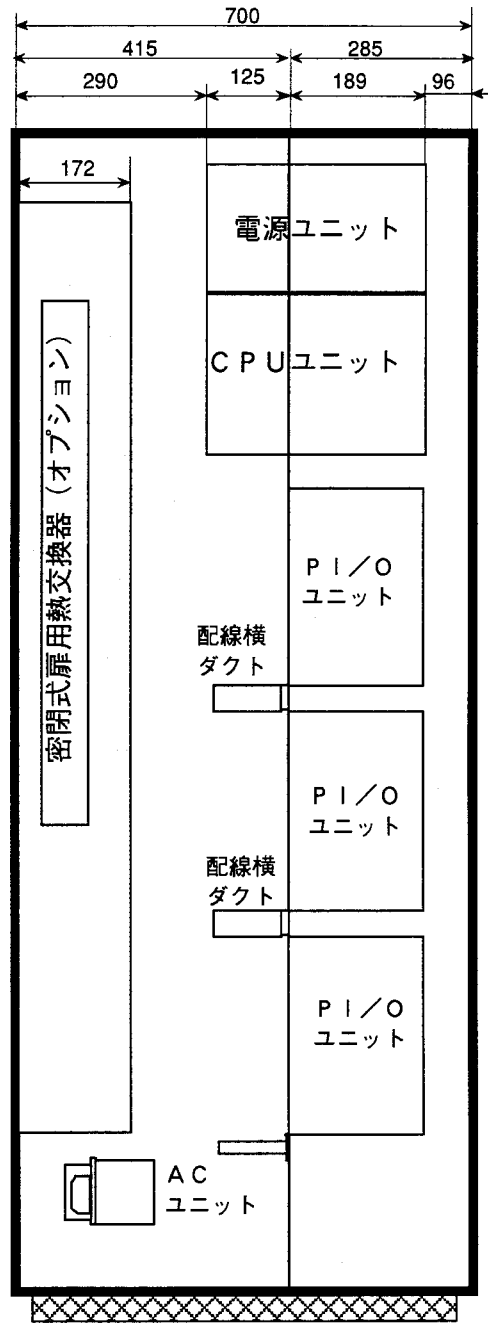 700
415
285
290
125
189
96
172
電源ユニット
ＣＰＵユニット
密閉式扉用熱交換器（オプション）
ＰＩ／Ｏ
ユニット
配線横
ダクト
ＰＩ／Ｏ
ユニット
配線横
ダクト
ＰＩ／Ｏ
ユニット
ＡＣ
ユニット